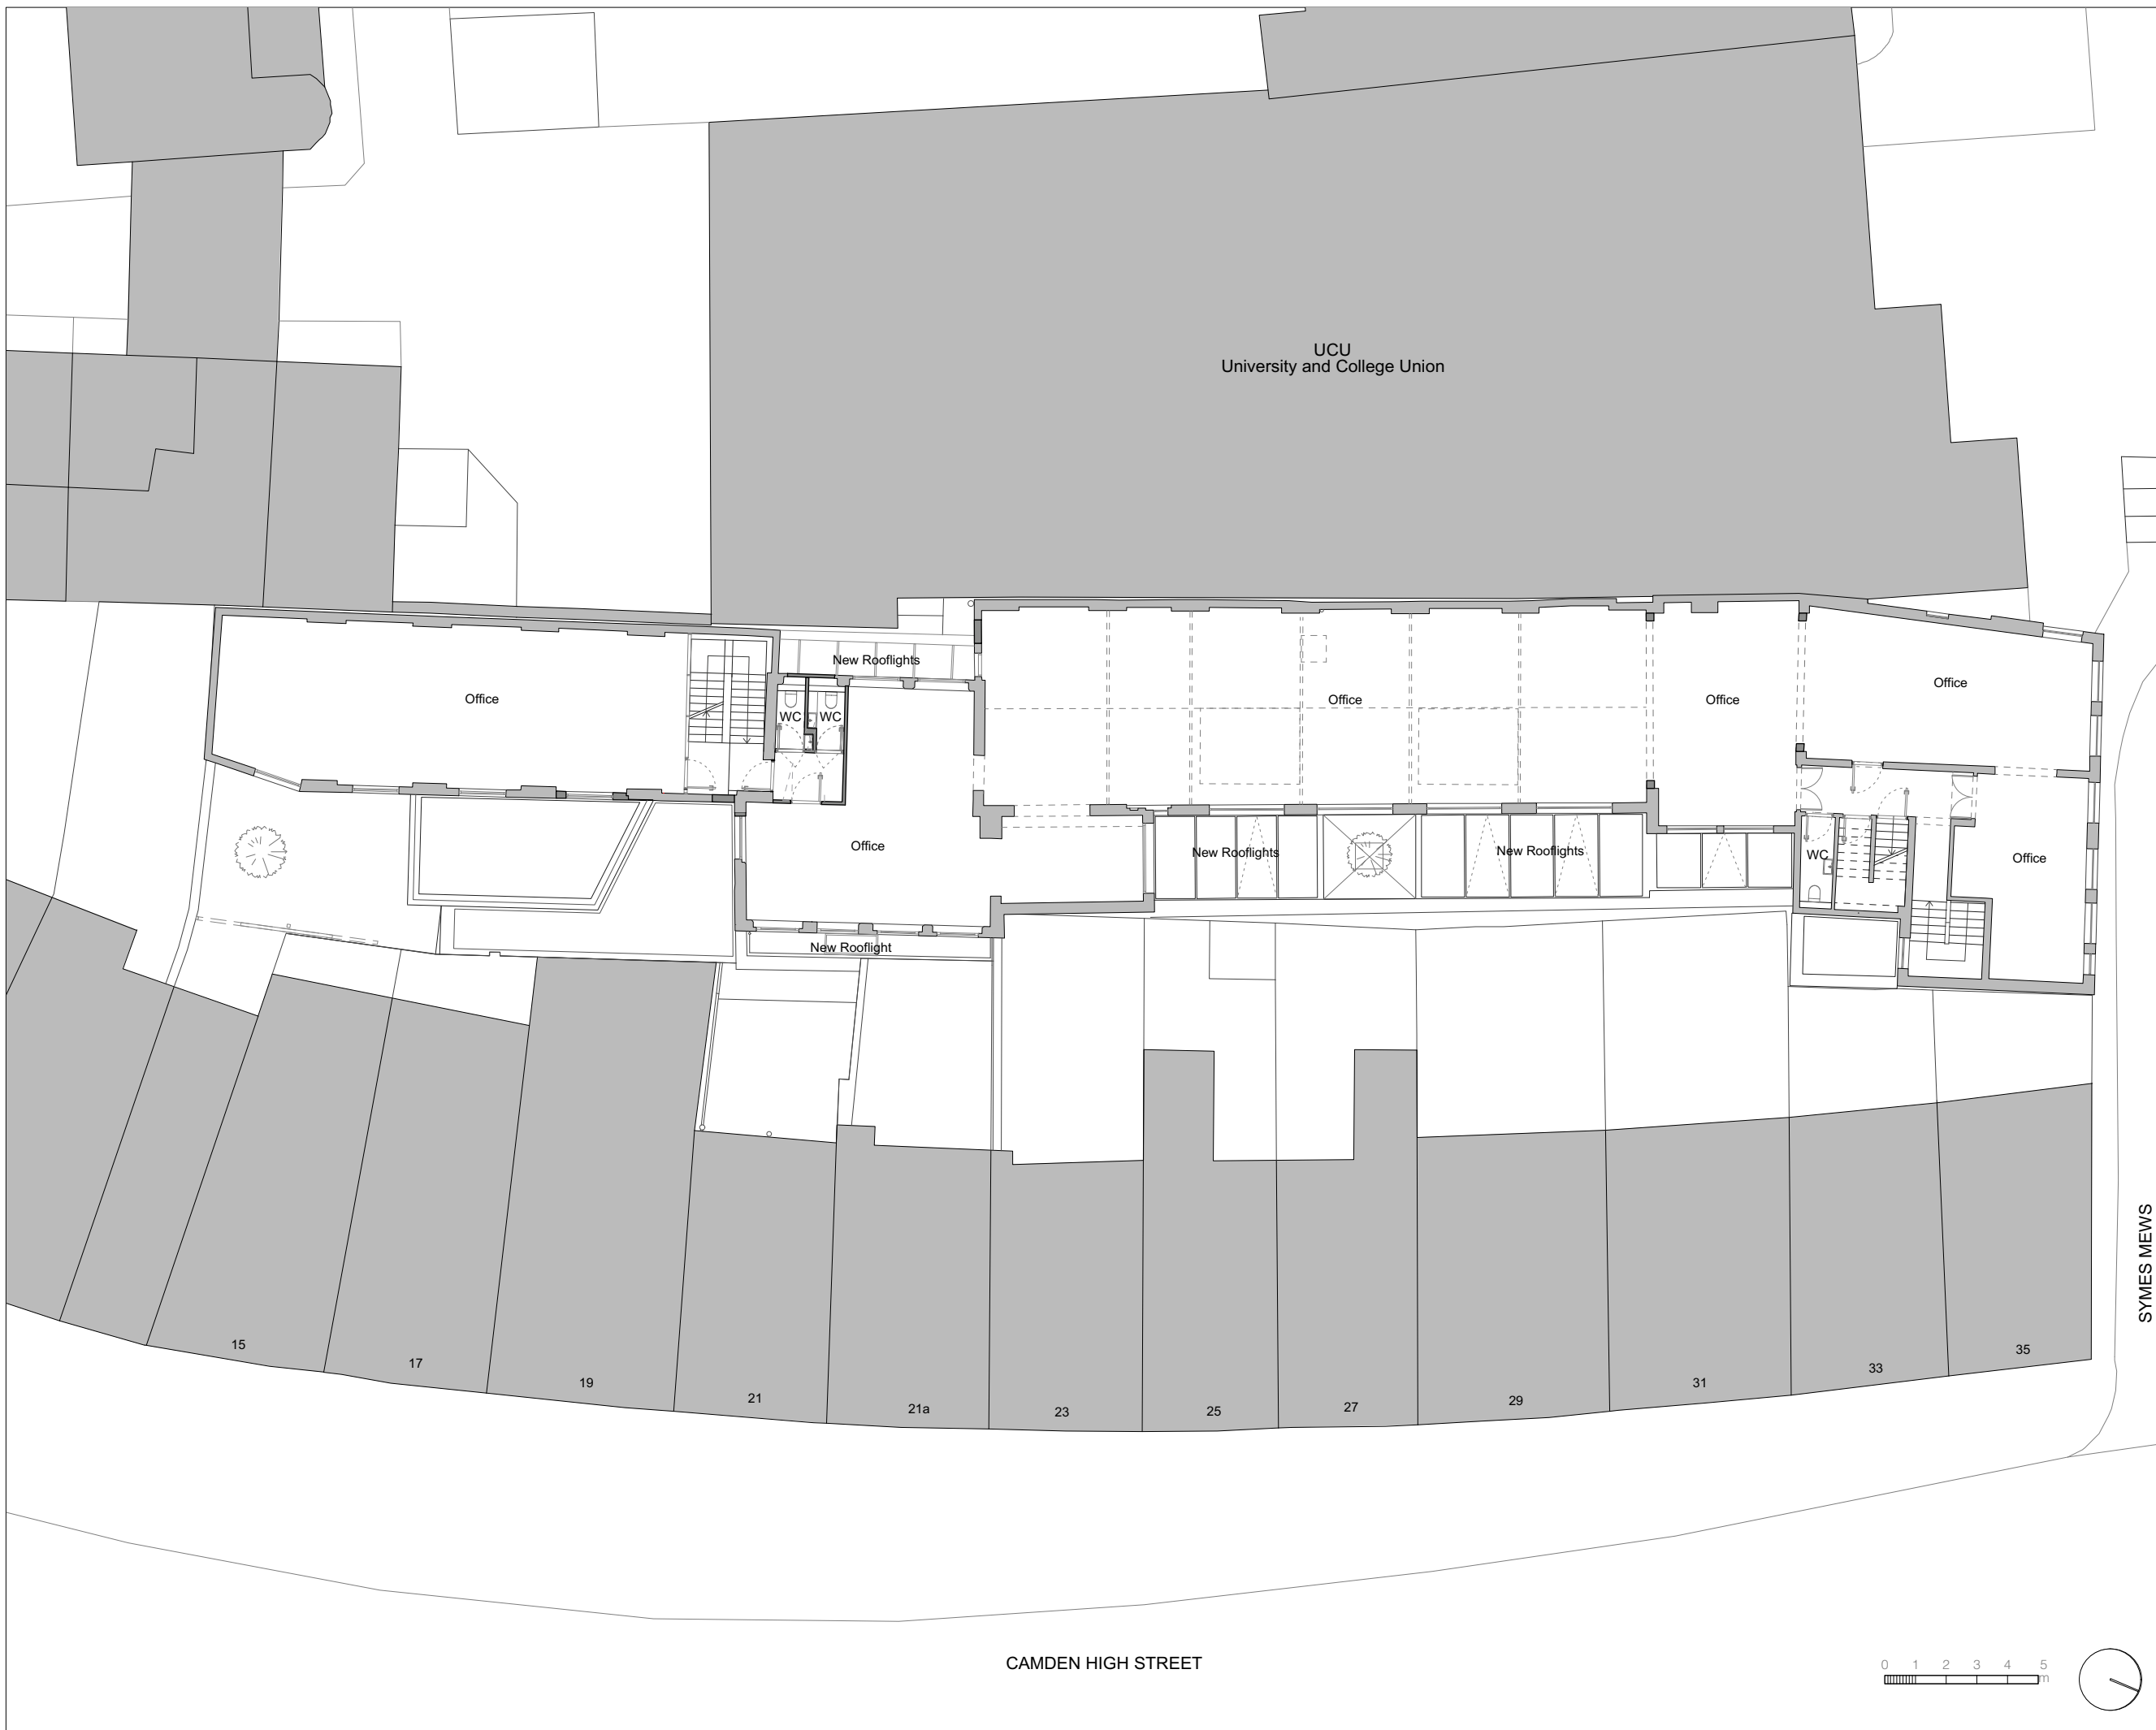 UCU
University and College Union
New Rooflights
Office
Office
Office
Office
WC
WC
Office
New Rooflights
New Rooflights
WC
Office
New Rooflight
SYMES MEWS
15
17
19
21
21a
23
25
27
29
31
33
35
CAMDEN HIGH STREET
0 1 2 3 4 5
m